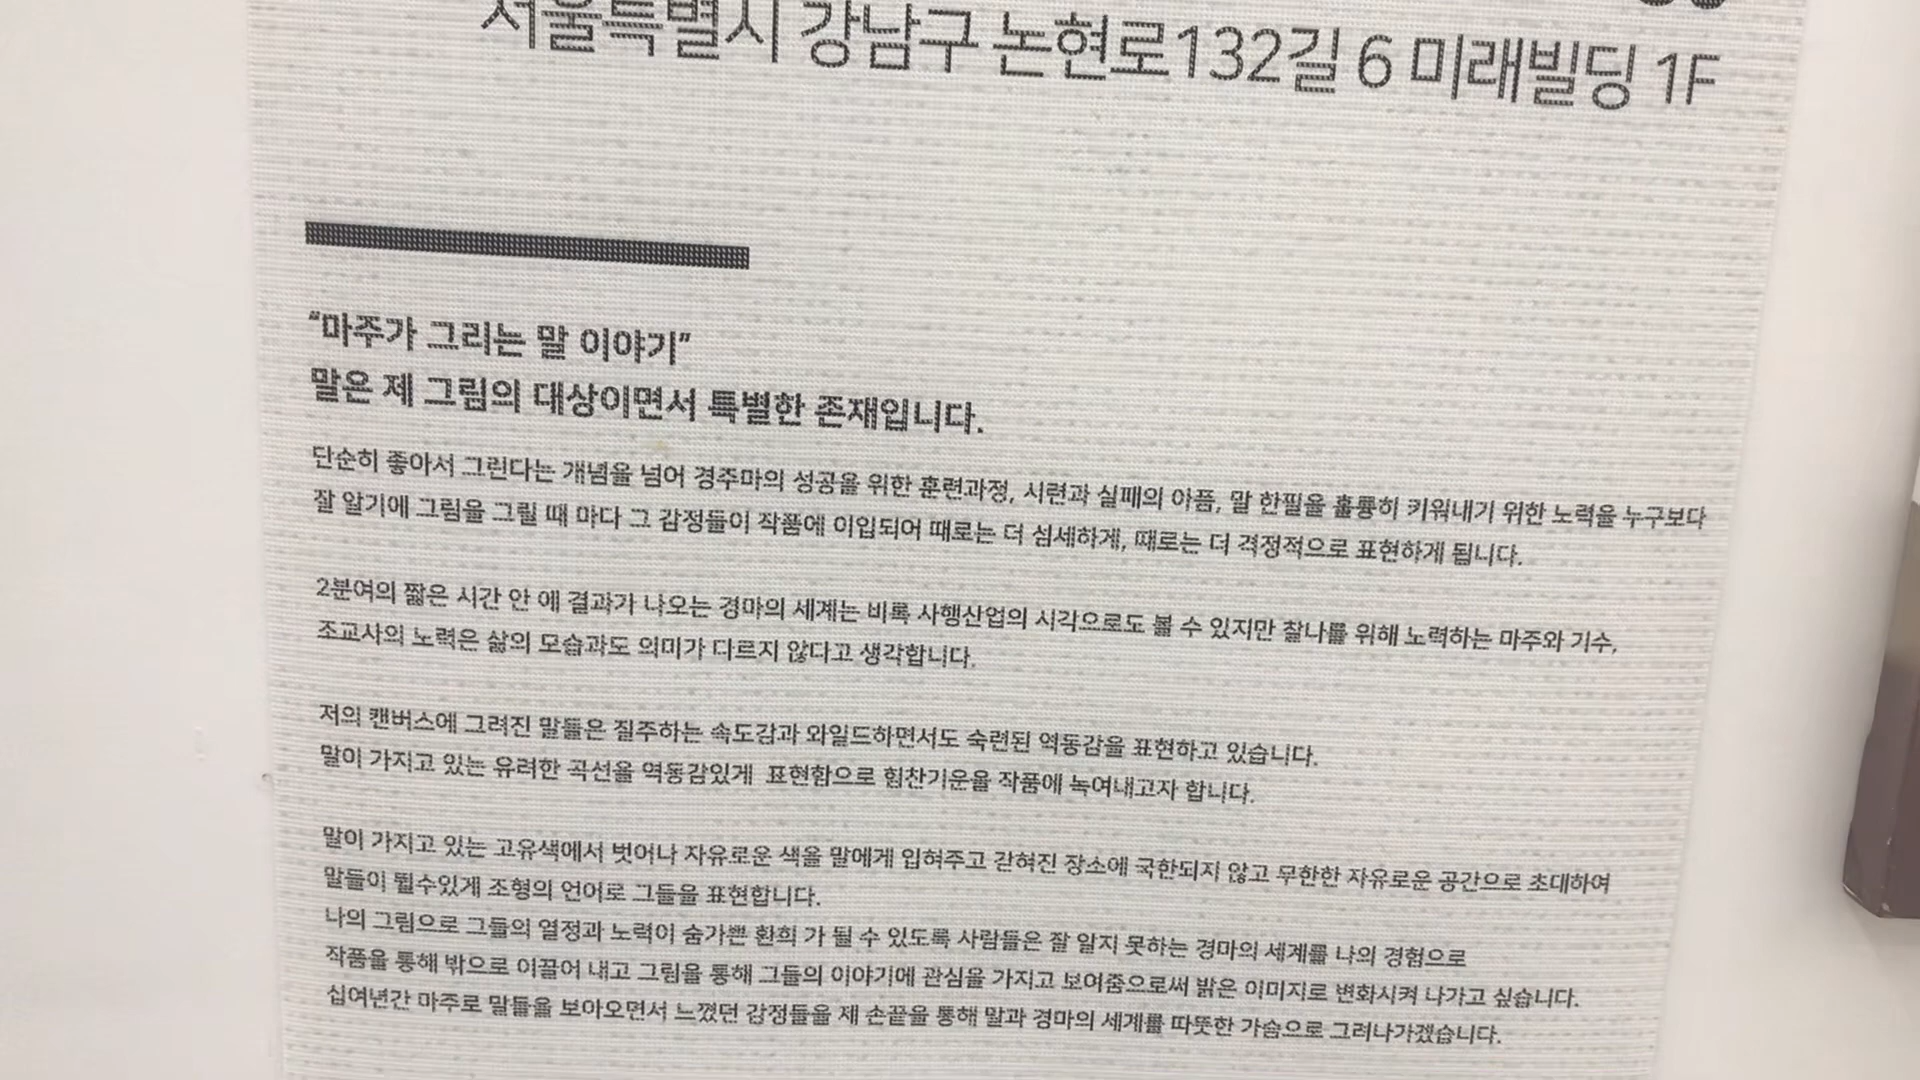 서울특별시 강남구 논현로132길 6 미래빌딩 1F
“마주가 그리는 말 이야기”
말은 제 그림의 대상이면서 특별한 존재입니다.
단순히 좋아서 그린다는 개념을 넘어 경주마의 성공을 위한 훈련과정, 시련과 실패의 아픔, 말 한필을 훌륭히 키워내기 위한 노력을 누구보다
잘 알기에 그림을 그릴 때 마다 그 감정들이 작품에 이입되어 때로는 더 섬세하게, 때로는 더 격정적으로 표현하게 됩니다.
2분여의 짧은 시간 안 에 결과가 나오는 경마의 세계는 비록 사행산업의 시각으로도 볼 수 있지만 찰나를 위해 노력하는 마주와 기수,
조교사의 노력은 삶의 모습과도 의미가 다르지 않다고 생각합니다.
저의 캔버스에 그려진 말들은 질주하는 속도감과 와일드하면서도 숙련된 역동감을 표현하고 있습니다.
말이 가지고 있는 유려한 곡선을 역동감있게 표현함으로 힘찬기운을 작품에 녹여내고자 합니다.
말이 가지고 있는 고유색에서 벗어나 자유로운 색을 말에게 입혀주고 갇혀진 장소에 국한되지 않고 무한한 자유로운 공간으로 초대하여
말들이 뛸수있게 조형의 언어로 그들을 표현합니다.
나의 그림으로 그들의 열정과 노력이 숨가쁜 환희 가 될 수 있도록 사람들은 잘 알지 못하는 경마의 세계를 나의 경험으로
작품을 통해 밖으로 이끌어 내고 그림을 통해 그들의 이야기에 관심을 가지고 보여줌으로써 밝은 이미지로 변화시켜 나가고 싶습니다.
십여년간 마주로 말들을 보아오면서 느꼈던 감정들을 제 손끝을 통해 말과 경마의 세계를 따뜻한 가슴으로 그려나가겠습니다.